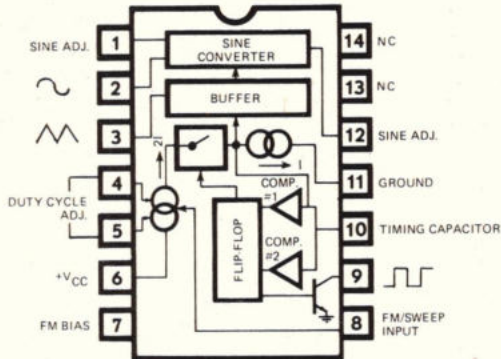 SINE ADJ. 1
2
3
4
DUTY CYCLE
ADJ.
5
+VCC 6
FM BIAS 7
SINE
CONVERTER
BUFFER
2I
I
COMP.
#1
COMP.
#2
FLIP-FLOP
14 NC
13 NC
12 SINE ADJ.
11 GROUND
10 TIMING CAPACITOR
9
8 FM/SWEEP
INPUT